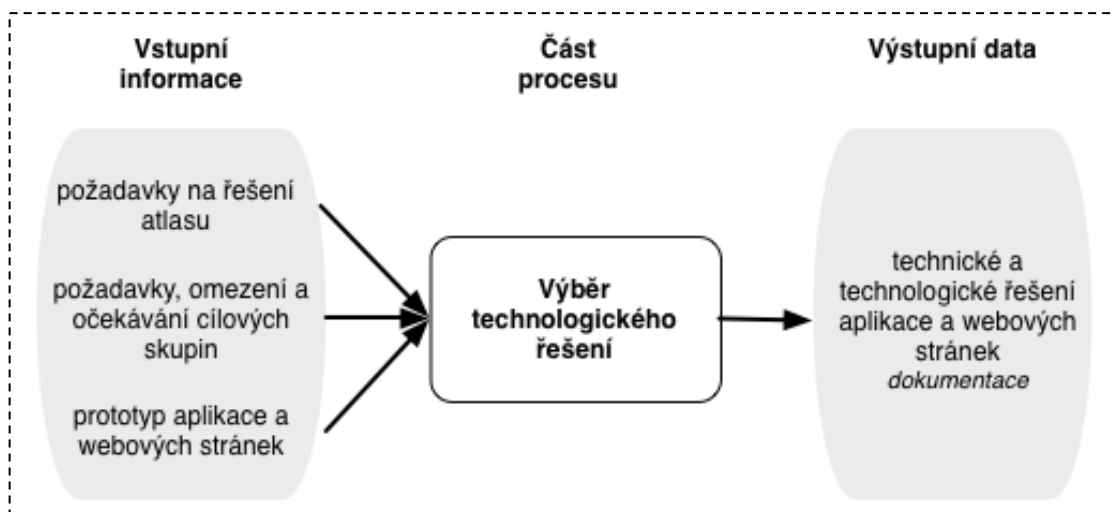 Vstupní
informace
Část
procesu
Výstupní data
požadavky na řešení
atlasu
požadavky, omezení a
očekávání cílových
skupin
prototyp aplikace a
webových stránek
Výběr
technologického
řešení
technické a
technologické řešení
aplikace a webových
stránek
dokumentace